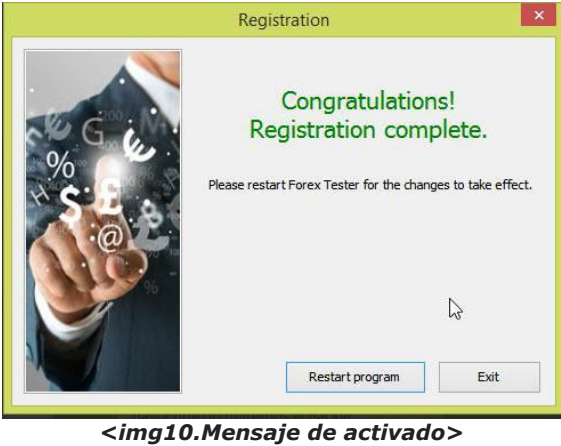 Registration
Congratulations!
Registration complete.
Please restart Forex Tester for the changes to take effect.
Restart program
Exit
<img10.Mensaje de activado>